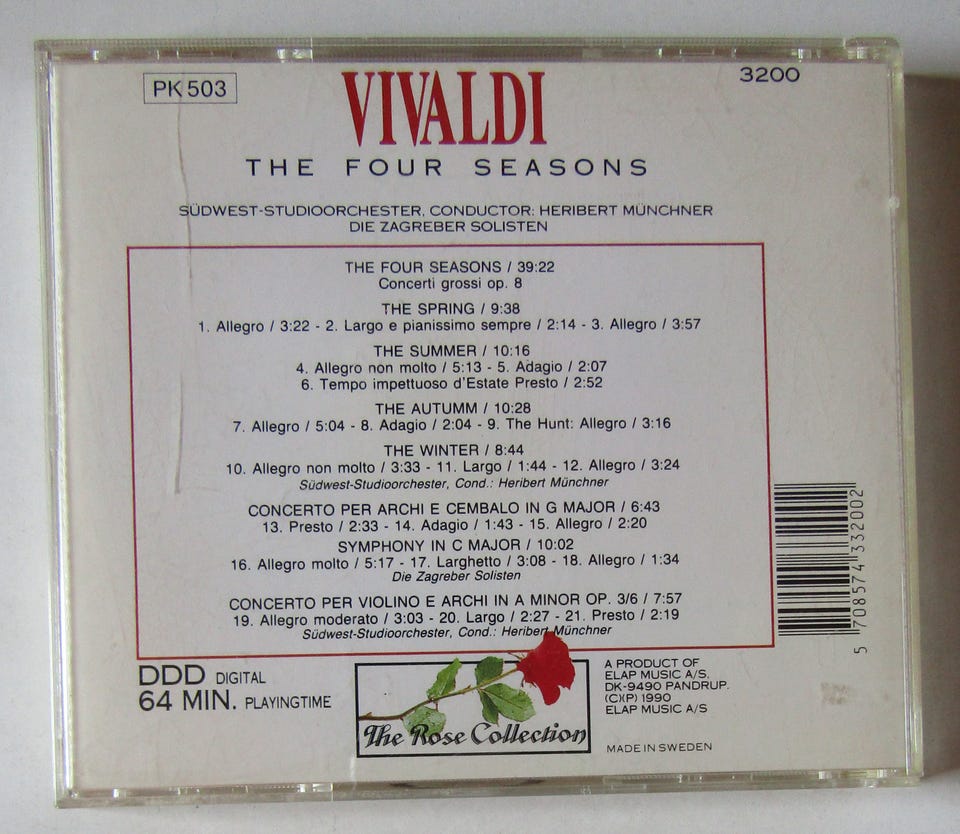 PK 503
VIVALDI
3200
THE FOUR SEASONS
SÜDWEST-STUDIOORCHESTER, CONDUCTOR: HERIBERT MÜNCHNER
DIE ZAGREBER SOLISTEN
THE FOUR SEASONS / 39:22
Concerti grossi op. 8
THE SPRING / 9:38
1. Allegro / 3:22 - 2. Largo e pianissimo sempre / 2:14 - 3. Allegro / 3:57
THE SUMMER / 10:16
4. Allegro non molto / 5:13 - 5. Adagio / 2:07
6. Tempo impettuoso d'Estate Presto / 2:52
THE AUTUMM / 10:28
7. Allegro / 5:04 - 8. Adagio / 2:04 - 9. The Hunt: Allegro / 3:16
THE WINTER / 8:44
10. Allegro non molto / 3:33 - 11. Largo / 1:44 - 12. Allegro / 3:24
Südwest-Studioorchester, Cond.: Heribert Münchner
CONCERTO PER ARCHI E CEMBALO IN G MAJOR / 6:43
13. Presto / 2:33 - 14. Adagio / 1:43 - 15. Allegro / 2:20
SYMPHONY IN C MAJOR / 10:02
16. Allegro molto / 5:17 - 17. Larghetto / 3:08 - 18. Allegro / 1:34
Die Zagreber Solisten
CONCERTO PER VIOLINO E ARCHI IN A MINOR OP. 3/6 / 7:57
19. Allegro moderato / 3:03 - 20. Largo / 2:27 - 21. Presto / 2:19
Südwest-Studioorchester, Cond.: Heribert Münchner
5 708574 332002
DDD DIGITAL
64 MIN. PLAYINGTIME
The Rose Collection
A PRODUCT OF
ELAP MUSIC A/S,
DK-9490 PANDRUP.
(C)(P) 1990
ELAP MUSIC A/S
MADE IN SWEDEN